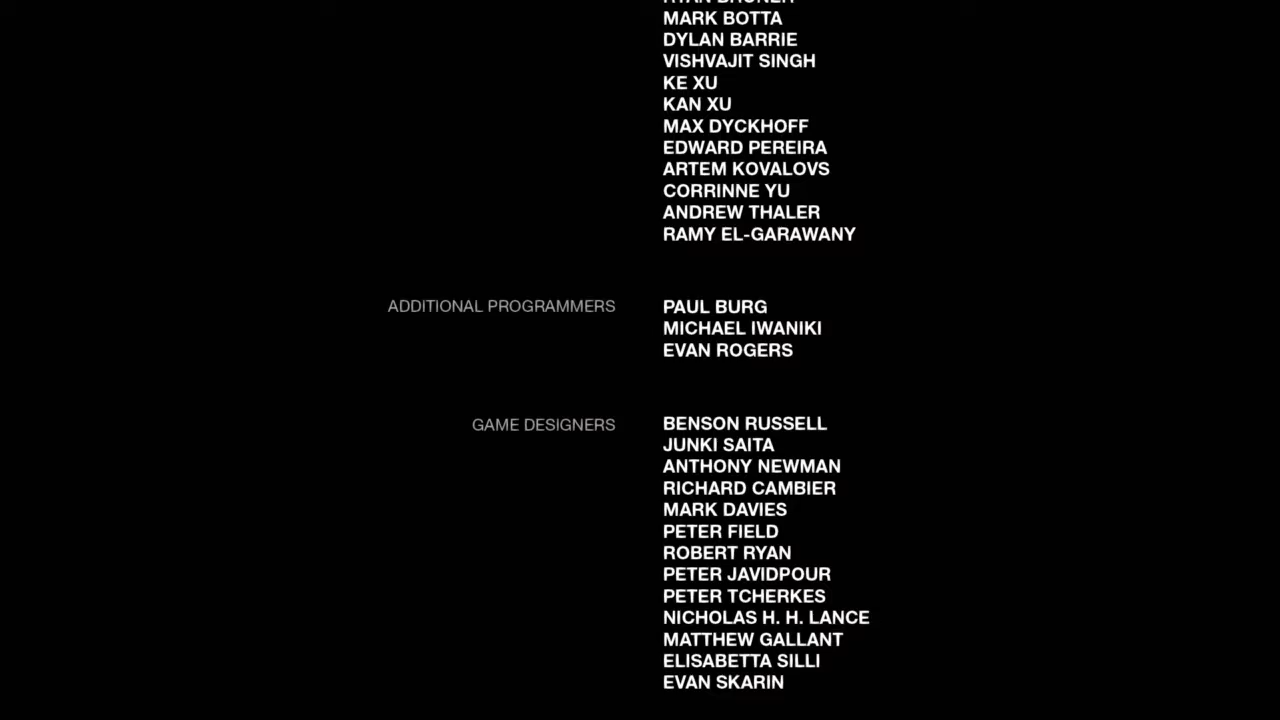 MARK BOTTA
DYLAN BARRIE
VISHVAJIT SINGH
KE XU
KAN XU
MAX DYCKHOFF
EDWARD PEREIRA
ARTEM KOVALOVS
CORRINNE YU
ANDREW THALER
RAMY EL-GARAWANY
ADDITIONAL PROGRAMMERS PAUL BURG
MICHAEL IWANIKI
EVAN ROGERS
GAME DESIGNERS BENSON RUSSELL
JUNKI SAITA
ANTHONY NEWMAN
RICHARD CAMBIER
MARK DAVIES
PETER FIELD
ROBERT RYAN
PETER JAVIDPOUR
PETER TCHERKES
NICHOLAS H. H. LANCE
MATTHEW GALLANT
ELISABETTA SILLI
EVAN SKARIN